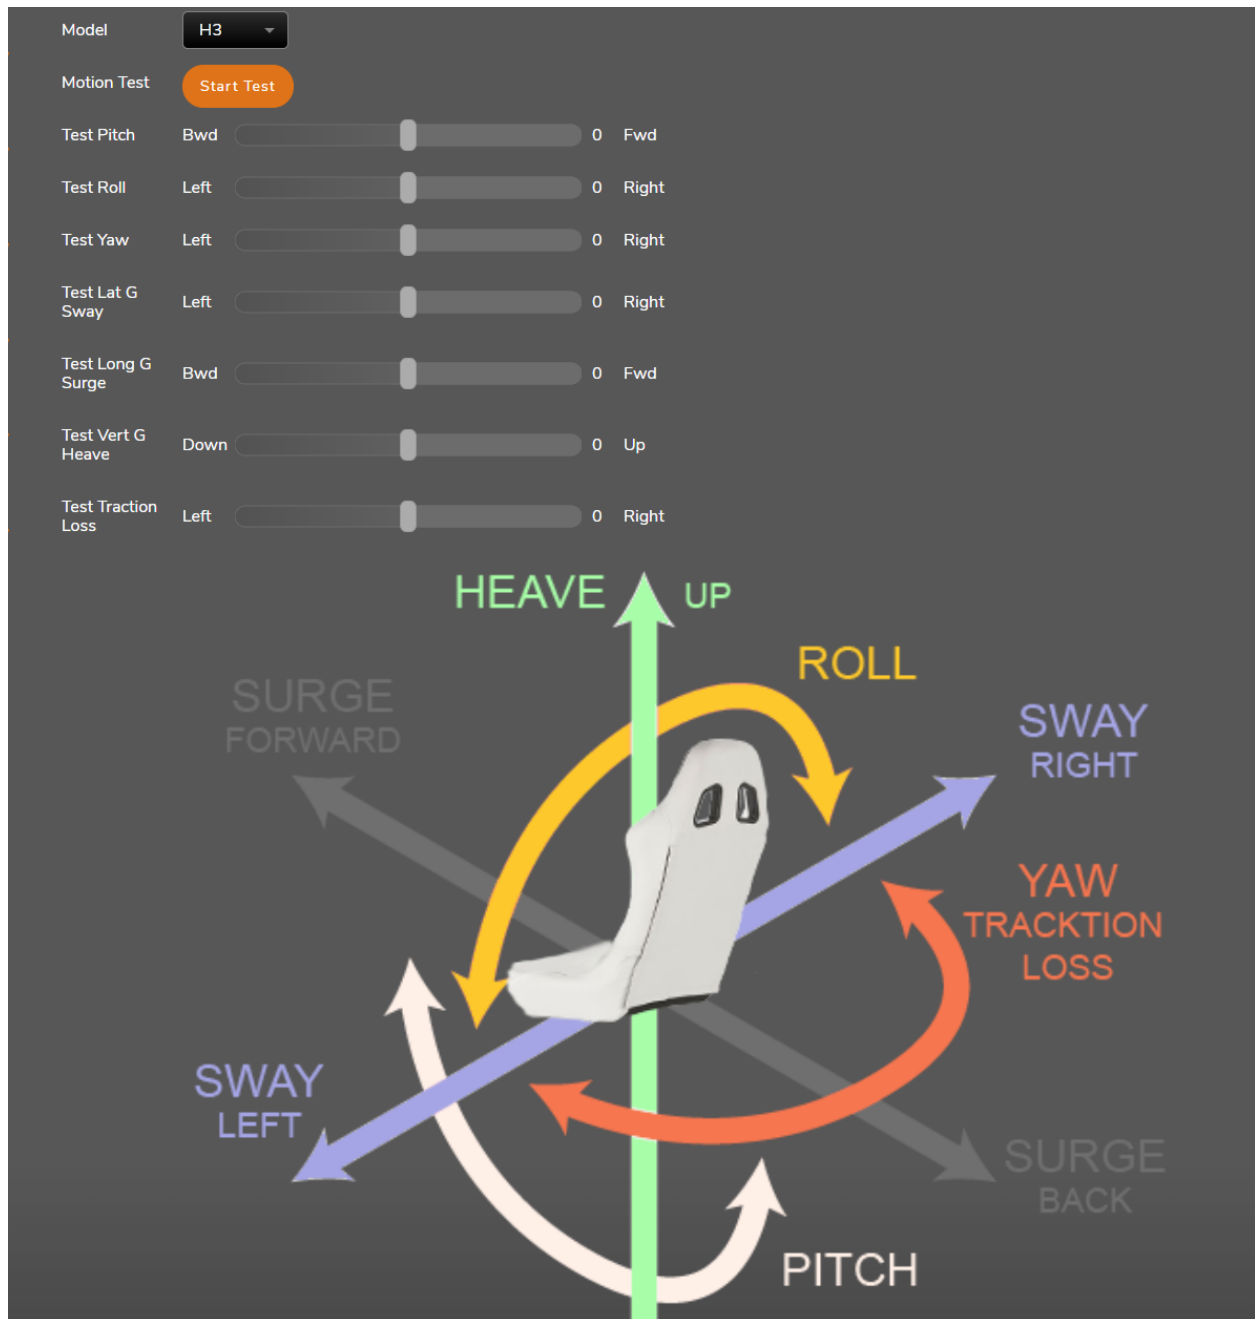 Model H3
Motion Test Start Test
Test Pitch Bwd 0 Fwd
Test Roll Left 0 Right
Test Yaw Left 0 Right
Test Lat G
Sway Left 0 Right
Test Long G
Surge Bwd 0 Fwd
Test Vert G
Heave Down 0 Up
Test Traction
Loss Left 0 Right
HEAVE UP
ROLL
SURGE
FORWARD
SWAY
RIGHT
YAW
TRACKTION
LOSS
SWAY
LEFT
SURGE
BACK
PITCH